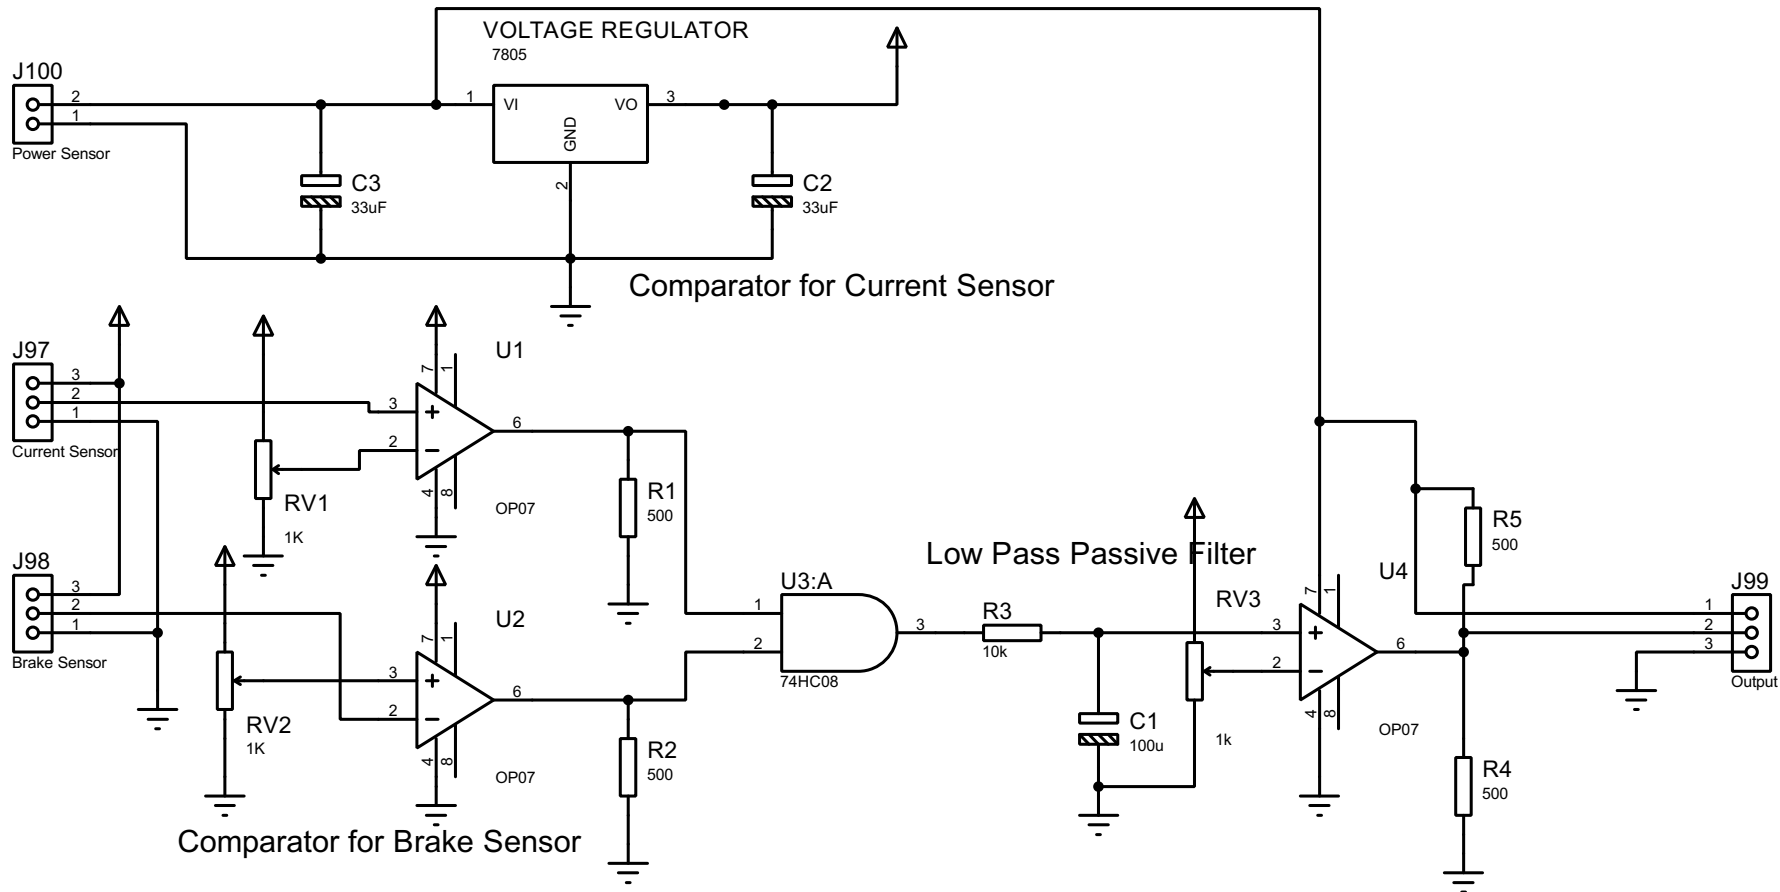 VOLTAGE REGULATOR
7805
J100
2
1
Power Sensor
1
VI
VO
3
GND
2
C3
33uF
C2
33uF
Comparator for Current Sensor
J97
3
2
1
Current Sensor
RV1
1K
U1
7
1
3
2
6
4
8
OP07
R1
500
J98
3
2
1
Brake Sensor
RV2
1K
U2
7
1
3
2
6
4
8
OP07
R2
500
Comparator for Brake Sensor
U3:A
1
2
3
74HC08
Low Pass Passive Filter
R3
10k
C1
100u
RV3
1k
U4
7
1
3
2
6
4
8
OP07
R5
500
R4
500
J99
1
2
3
Output